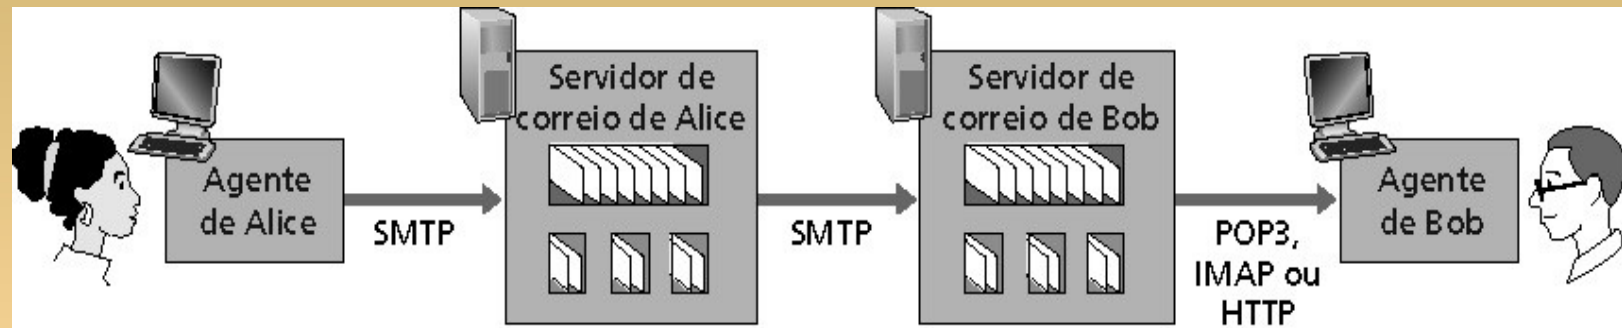 Agente
de Alice
SMTP
Servidor de
correio de Alice
SMTP
Servidor de
correio de Bob
POP3,
IMAP ou
HTTP
Agente
de Bob